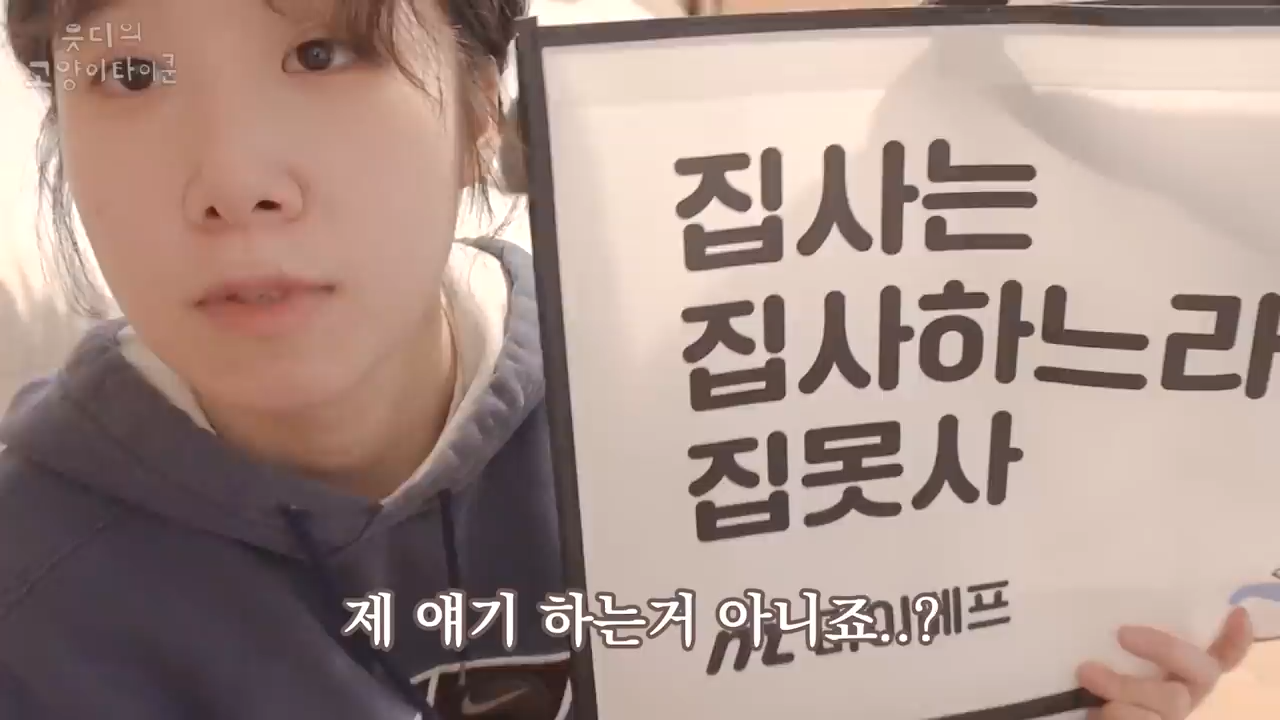 웃디의
고양이타이쿤
집사는
집사하느라
집못사
제 얘기 하는거 아니죠..?